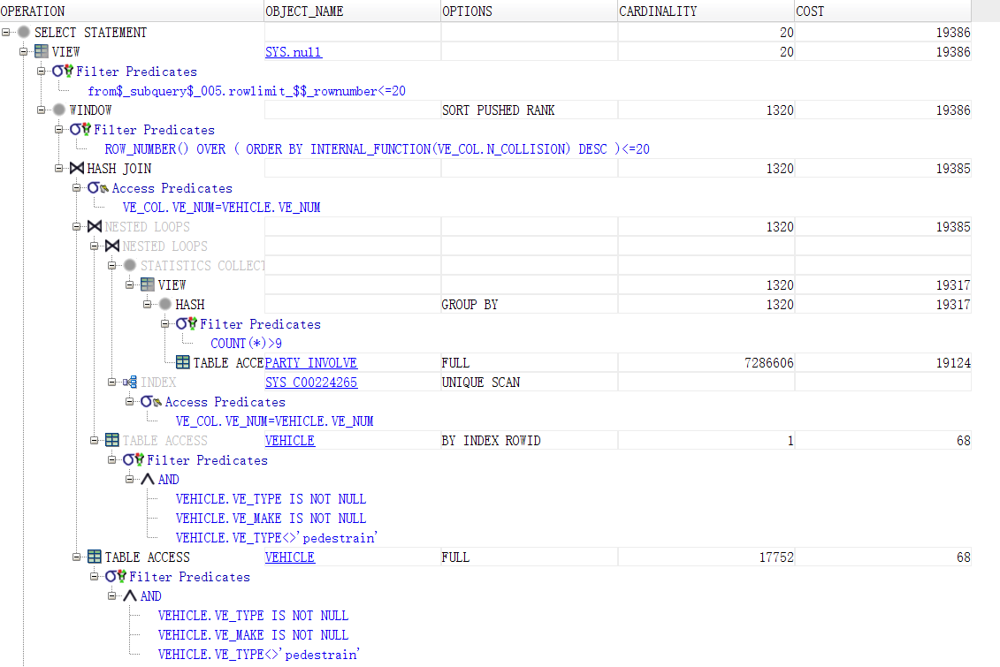 OPERATION OBJECT_NAME OPTIONS CARDINALITY COST
SELECT STATEMENT 20 19386
VIEW SYS.null 20 19386
Filter Predicates
from$_subquery$_005.rowlimit_$$_rownumber<=20
WINDOW SORT PUSHED RANK 1320 19386
Filter Predicates
ROW_NUMBER() OVER ( ORDER BY INTERNAL_FUNCTION(VE_COL.N_COLLISION) DESC )<=20
HASH JOIN 1320 19385
Access Predicates
VE_COL.VE_NUM=VEHICLE.VE_NUM
NESTED LOOPS 1320 19385
NESTED LOOPS
STATISTICS COLLECT
VIEW 1320 19317
HASH GROUP BY 1320 19317
Filter Predicates
COUNT(*)>9
TABLE ACCE PARTY_INVOLVE FULL 7286606 19124
INDEX SYS_C00224265 UNIQUE SCAN
Access Predicates
VE_COL.VE_NUM=VEHICLE.VE_NUM
TABLE ACCESS VEHICLE BY INDEX ROWID 1 68
Filter Predicates
AND
VEHICLE.VE_TYPE IS NOT NULL
VEHICLE.VE_MAKE IS NOT NULL
VEHICLE.VE_TYPE<>'pedestrain'
TABLE ACCESS VEHICLE FULL 17752 68
Filter Predicates
AND
VEHICLE.VE_TYPE IS NOT NULL
VEHICLE.VE_MAKE IS NOT NULL
VEHICLE.VE_TYPE<>'pedestrain'